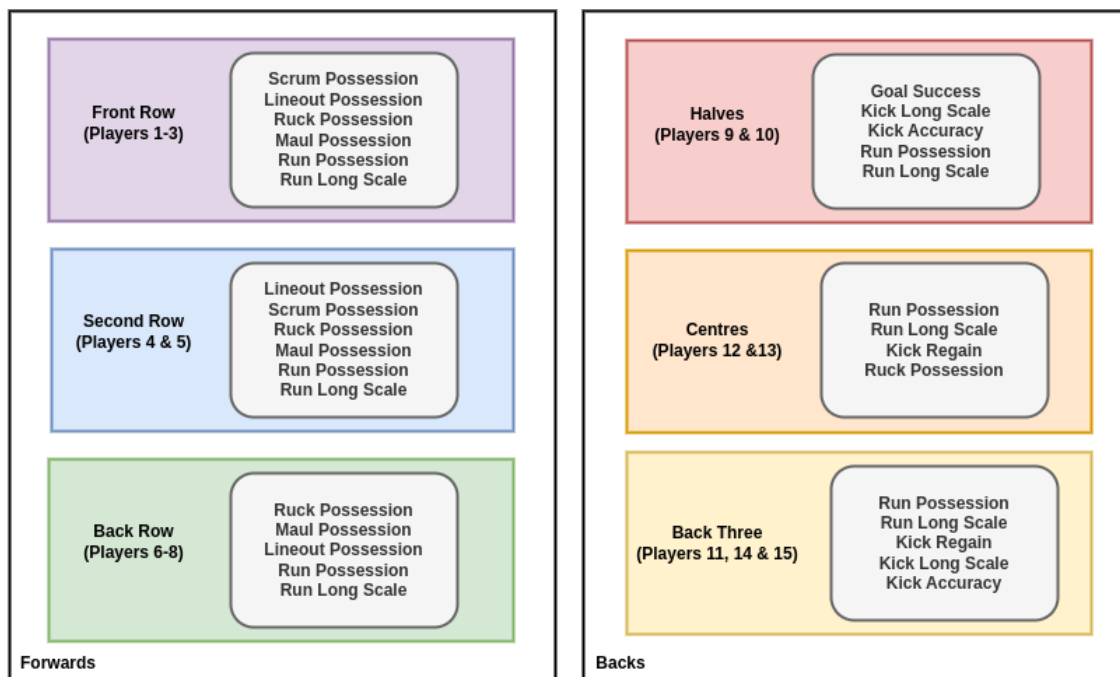 Front Row
(Players 1-3)
Scrum Possession
Lineout Possession
Ruck Possession
Maul Possession
Run Possession
Run Long Scale
Second Row
(Players 4 & 5)
Lineout Possession
Scrum Possession
Ruck Possession
Maul Possession
Run Possession
Run Long Scale
Back Row
(Players 6-8)
Ruck Possession
Maul Possession
Lineout Possession
Run Possession
Run Long Scale
Forwards
Halves
(Players 9 & 10)
Goal Success
Kick Long Scale
Kick Accuracy
Run Possession
Run Long Scale
Centres
(Players 12 &13)
Run Possession
Run Long Scale
Kick Regain
Ruck Possession
Back Three
(Players 11, 14 & 15)
Run Possession
Run Long Scale
Kick Regain
Kick Long Scale
Kick Accuracy
Backs